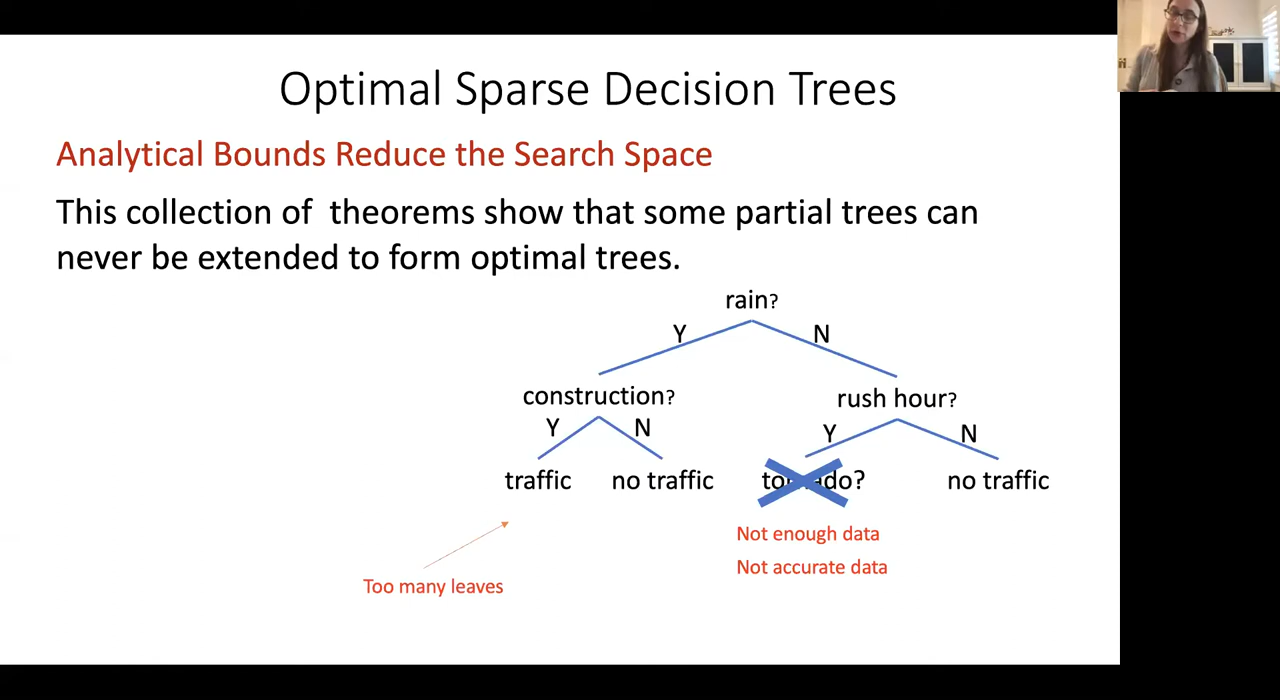 Optimal Sparse Decision Trees
Analytical Bounds Reduce the Search Space
This collection of theorems show that some partial trees can
never be extended to form optimal trees.
rain?
Y N
construction? rush hour?
Y N Y N
traffic no traffic tornado? no traffic
Not enough data
Not accurate data
Too many leaves